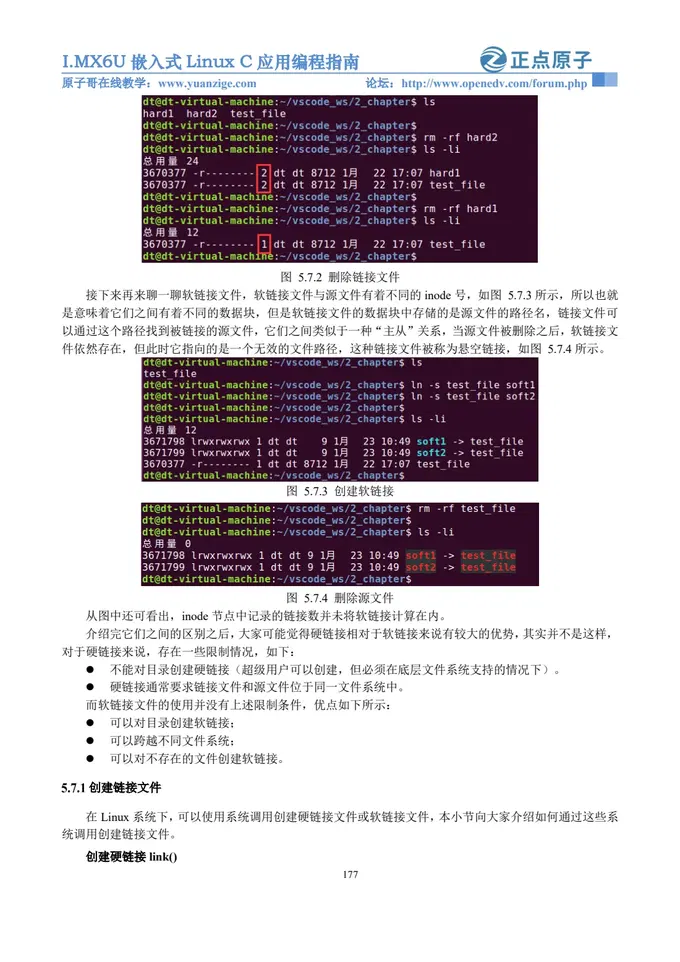 I.MX6U 嵌入式 Linux C 应用编程指南
正点原子
原子哥在线教学：www.yuanzige.com 论坛：http://www.openedv.com/forum.php
dt@dt-virtual-machine:~/vscode_ws/2_chapter$ ls
hard1 hard2 test_file
dt@dt-virtual-machine:~/vscode_ws/2_chapter$
dt@dt-virtual-machine:~/vscode_ws/2_chapter$ rm -rf hard2
dt@dt-virtual-machine:~/vscode_ws/2_chapter$ ls -li
总用量 24
3670377 -r-------- 2 dt dt 8712 1月 22 17:07 hard1
3670377 -r-------- 2 dt dt 8712 1月 22 17:07 test_file
dt@dt-virtual-machine:~/vscode_ws/2_chapter$
dt@dt-virtual-machine:~/vscode_ws/2_chapter$ rm -rf hard1
dt@dt-virtual-machine:~/vscode_ws/2_chapter$ ls -li
总用量 12
3670377 -r-------- 1 dt dt 8712 1月 22 17:07 test_file
dt@dt-virtual-machine:~/vscode_ws/2_chapter$
图 5.7.2 删除链接文件
接下来再来聊一聊软链接文件，软链接文件与源文件有着不同的 inode 号，如图 5.7.3 所示，所以也就
是意味着它们之间有着不同的数据块，但是软链接文件的数据块中存储的是源文件的路径名，链接文件可
以通过这个路径找到被链接的源文件，它们之间类似于一种“主从”关系，当源文件被删除之后，软链接文
件依然存在，但此时它指向的是一个无效的文件路径，这种链接文件被称为悬空链接，如图 5.7.4 所示。
dt@dt-virtual-machine:~/vscode_ws/2_chapter$ ls
test_file
dt@dt-virtual-machine:~/vscode_ws/2_chapter$ ln -s test_file soft1
dt@dt-virtual-machine:~/vscode_ws/2_chapter$ ln -s test_file soft2
dt@dt-virtual-machine:~/vscode_ws/2_chapter$
dt@dt-virtual-machine:~/vscode_ws/2_chapter$ ls -li
总用量 12
3671798 lrwxrwxrwx 1 dt dt 9 1月 23 10:49 soft1 -> test_file
3671799 lrwxrwxrwx 1 dt dt 9 1月 23 10:49 soft2 -> test_file
3670377 -r-------- 1 dt dt 8712 1月 22 17:07 test_file
dt@dt-virtual-machine:~/vscode_ws/2_chapter$
图 5.7.3 创建软链接
dt@dt-virtual-machine:~/vscode_ws/2_chapter$ rm -rf test_file
dt@dt-virtual-machine:~/vscode_ws/2_chapter$
dt@dt-virtual-machine:~/vscode_ws/2_chapter$ ls -li
总用量 0
3671798 lrwxrwxrwx 1 dt dt 9 1月 23 10:49 soft1 -> test_file
3671799 lrwxrwxrwx 1 dt dt 9 1月 23 10:49 soft2 -> test_file
dt@dt-virtual-machine:~/vscode_ws/2_chapter$
图 5.7.4 删除源文件
从图中还可看出，inode 节点中记录的链接数并未将软链接计算在内。
介绍完它们之间的区别之后，大家可能觉得硬链接相对于软链接来说有较大的优势，其实并不是这样，
对于硬链接来说，存在一些限制情况，如下：
● 不能对目录创建硬链接（超级用户可以创建，但必须在底层文件系统支持的情况下）。
● 硬链接通常要求链接文件和源文件位于同一文件系统中。
而软链接文件的使用并没有上述限制条件，优点如下所示：
● 可以对目录创建软链接；
● 可以跨越不同文件系统；
● 可以对不存在的文件创建软链接。
5.7.1 创建链接文件
在 Linux 系统下，可以使用系统调用创建硬链接文件或软链接文件，本小节向大家介绍如何通过这些系
统调用创建链接文件。
创建硬链接 link()
177